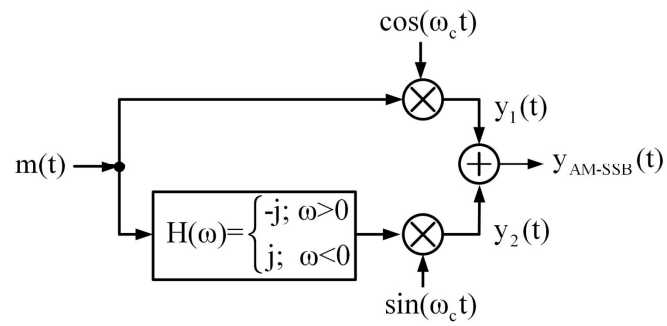 cos(ω_c t)
y_1(t)
m(t)
y_AM-SSB(t)
H(ω)={-j; ω>0
j; ω<0
y_2(t)
sin(ω_c t)